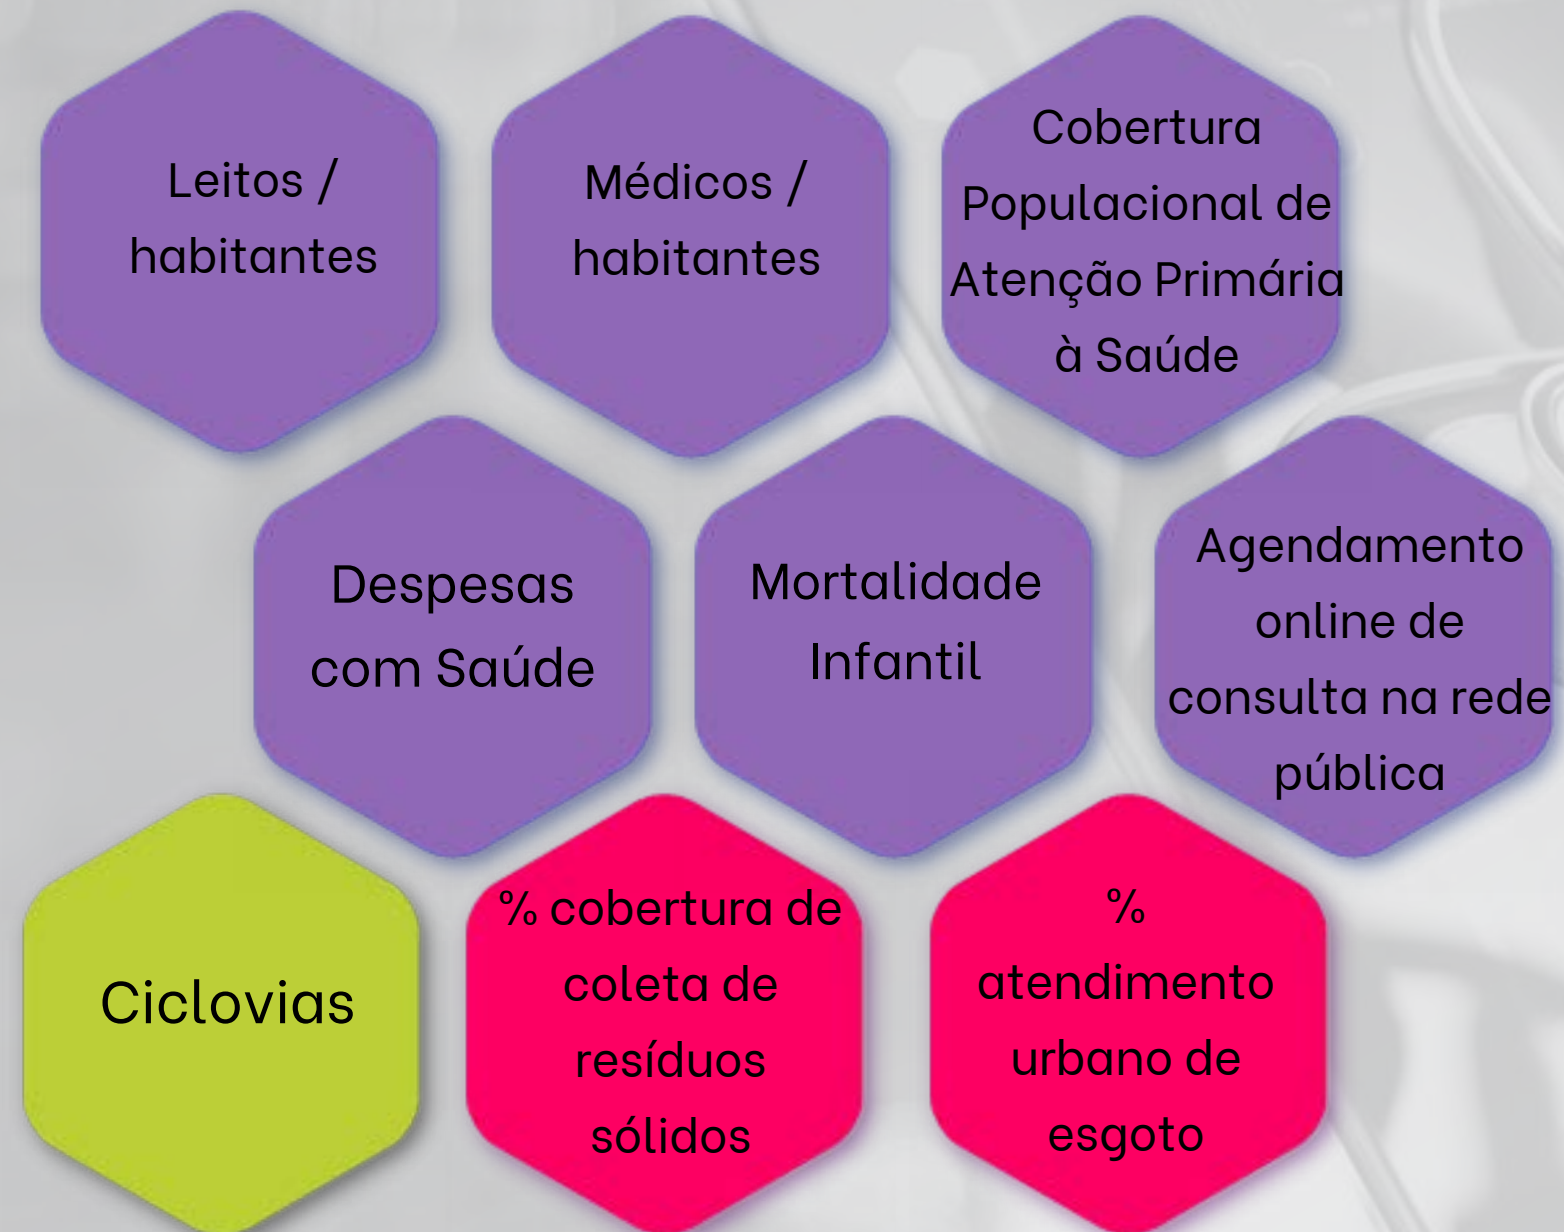 Leitos /
habitantes
Médicos /
habitantes
Cobertura
Populacional de
Atenção Primária
à Saúde
Despesas
com Saúde
Mortalidade
Infantil
Agendamento
online de
consulta na rede
pública
Ciclovias
% cobertura de
coleta de
resíduos
sólidos
%
atendimento
urbano de
esgoto